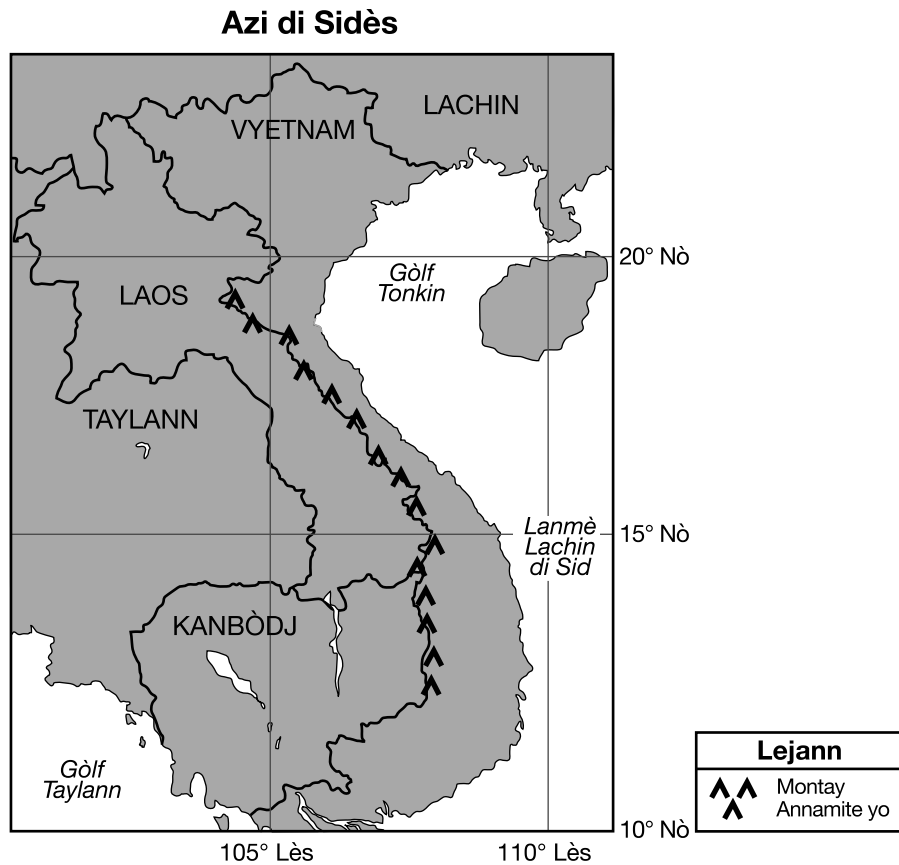 Azi di Sidès
LACHIN
VYETNAM
20° Nò
Gòlf
Tonkin
LAOS
TAYLANN
Lanmè
Lachin
di Sid
15° Nò
KANBÒDJ
Gòlf
Taylann
Lejann
Montay
Annamite yo
10° Nò
105° Lès
110° Lès